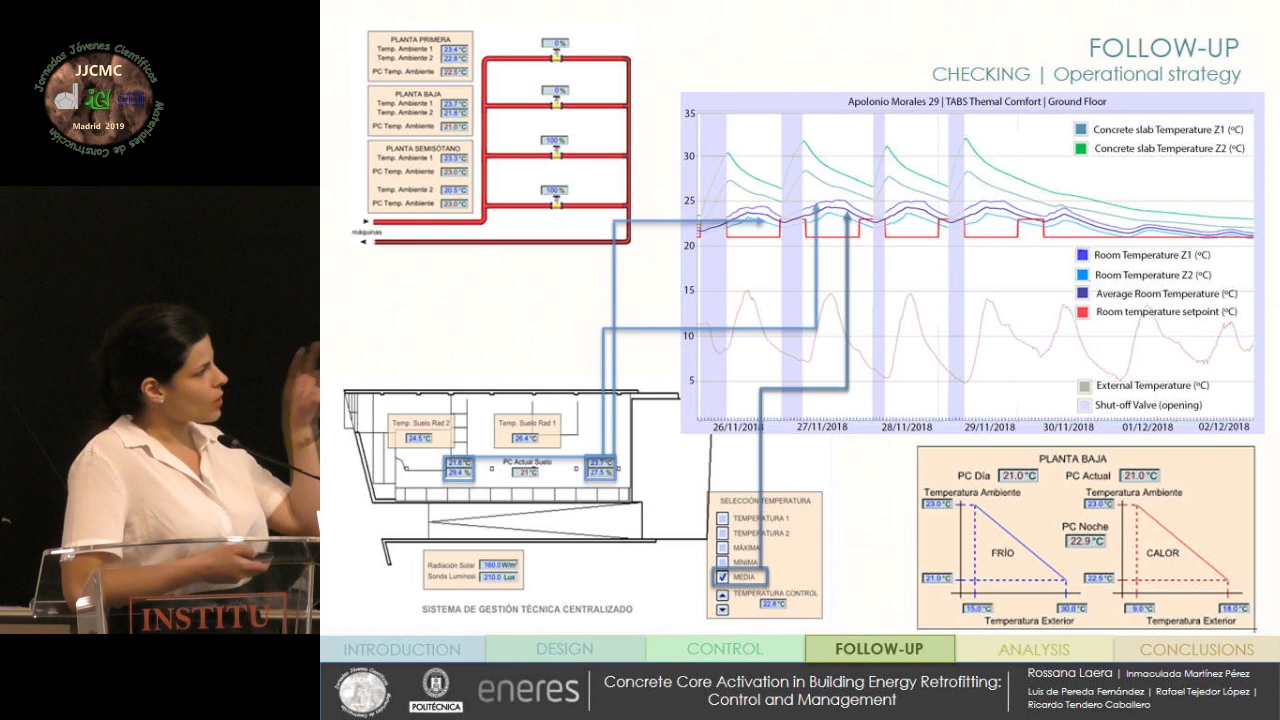 Jornadas Jóvenes Científicos
JJCMC
Madrid 2019
Materiales de Construcción
INSTITU
FOLLOW-UP
CHECKING | Operational strategy
PLANTA PRIMERA
Temp. Ambiente 1 23.4°C
Temp. Ambiente 2 22.8°C
PC Temp. Ambiente 22.5°C
PLANTA BAJA
Temp. Ambiente 1 23.7°C
Temp. Ambiente 2 21.8°C
PC Temp. Ambiente 21.0°C
PLANTA SEMISÓTANO
Temp. Ambiente 1 23.3°C
PC Temp. Ambiente 23.0°C
Temp. Ambiente 2 20.5°C
PC Temp. Ambiente 23.0°C
máquinas
0 %
0 %
100 %
100 %
Apolonio Morales 29 | TABS Themal Comfort | Ground Floor
35
30
25
20
15
10
5
Concrete slab Temperature Z1 (ºC)
Concrete slab Temperature Z2 (ºC)
Room Temperature Z1 (ºC)
Room Temperature Z2 (ºC)
Average Room Temperature (ºC)
Room temperature setpoint (ºC)
External Temperature (ºC)
Shut-off Valve (opening)
26/11/2018 27/11/2018 28/11/2018 29/11/2018 30/11/2018 01/12/2018 02/12/2018
Temp. Suelo Rad 2
24.5°C
Temp. Suelo Rad 1
26.4°C
21.8°C
29.4 %
PC Actual Suelo
21°C
23.7°C
27.5 %
Radiación Solar 160.0W/m²
Sonda Luminosi 210.0 Lux
SISTEMA DE GESTIÓN TÉCNICA CENTRALIZADO
SELECCIÓN TEMPERATURA
TEMPERATURA 1
TEMPERATURA 2
MÁXIMA
MÍNIMA
MEDIA
TEMPERATURA CONTROL
22.8°C
PLANTA BAJA
PC Día 21.0°C PC Actual 21.0°C
Temperatura Ambiente
23.0°C
FRÍO
21.0°C
15.0°C 30.0°C
Temperatura Exterior
PC Noche
22.9°C
Temperatura Ambiente
23.0°C
CALOR
22.5°C
9.0°C 18.0°C
Temperatura Exterior
INTRODUCTION DESIGN CONTROL FOLLOW-UP ANALYSIS CONCLUSIONS
JJCMC
POLITÉCNICA
eneres
Concrete Core Activation in Building Energy Retrofitting:
Control and Management
Rossana Laera | Inmaculada Martínez Pérez
Luis de Pereda Fernández | Rafael Tejedor López |
Ricardo Tendero Caballero